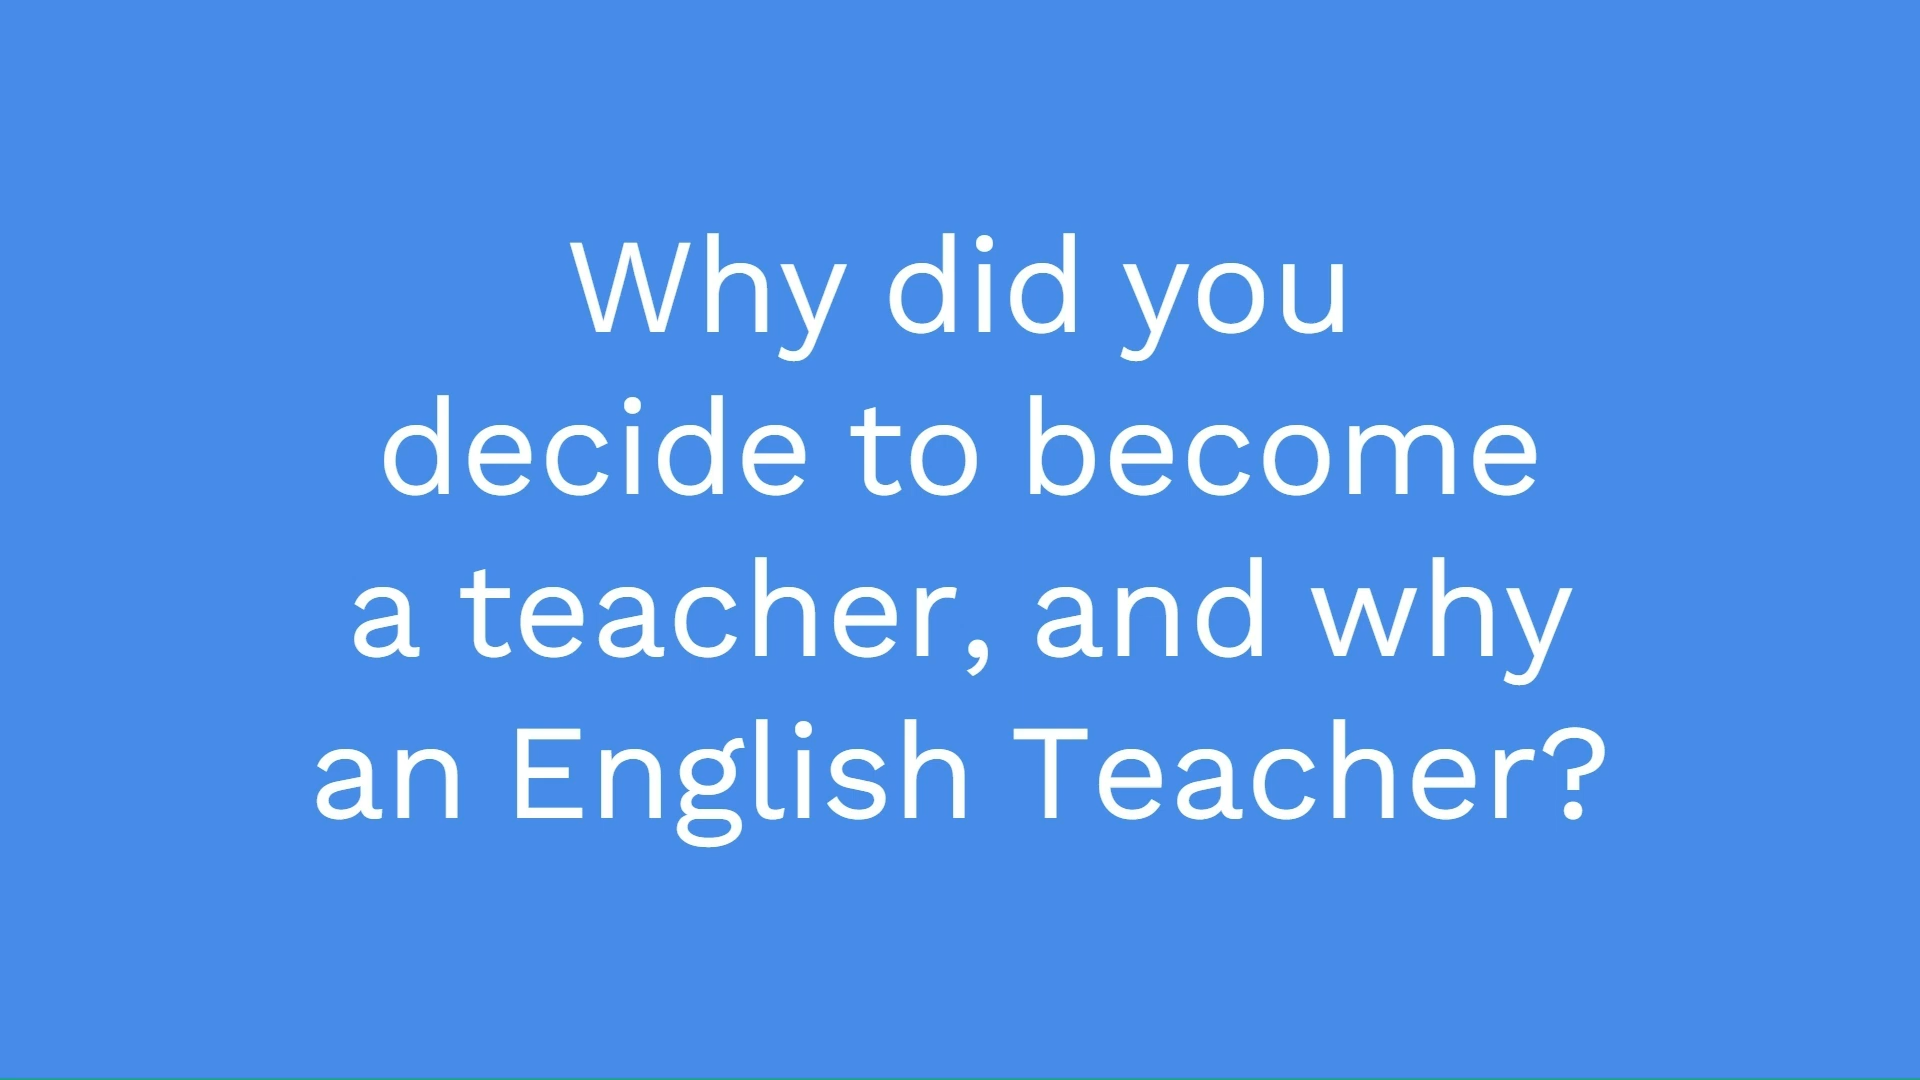 Why did you
decide to become
a teacher, and why
an English Teacher?